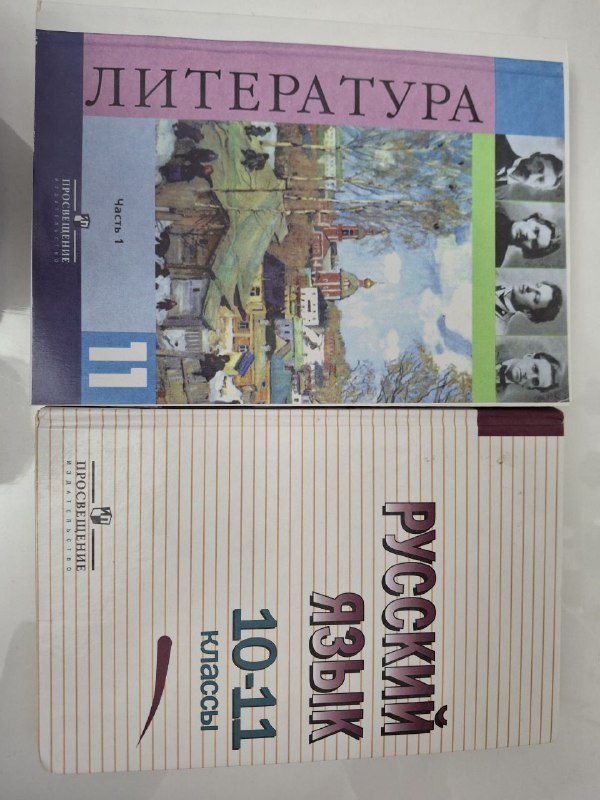 ЛИТЕРАТУРА
Часть 1
ПРОСВЕЩЕНИЕ
ИЗДАТЕЛЬСТВО
11
РУССКИЙ
ЯЗЫК
10-11
классы
ПРОСВЕЩЕНИЕ
ИЗДАТЕЛЬСТВО